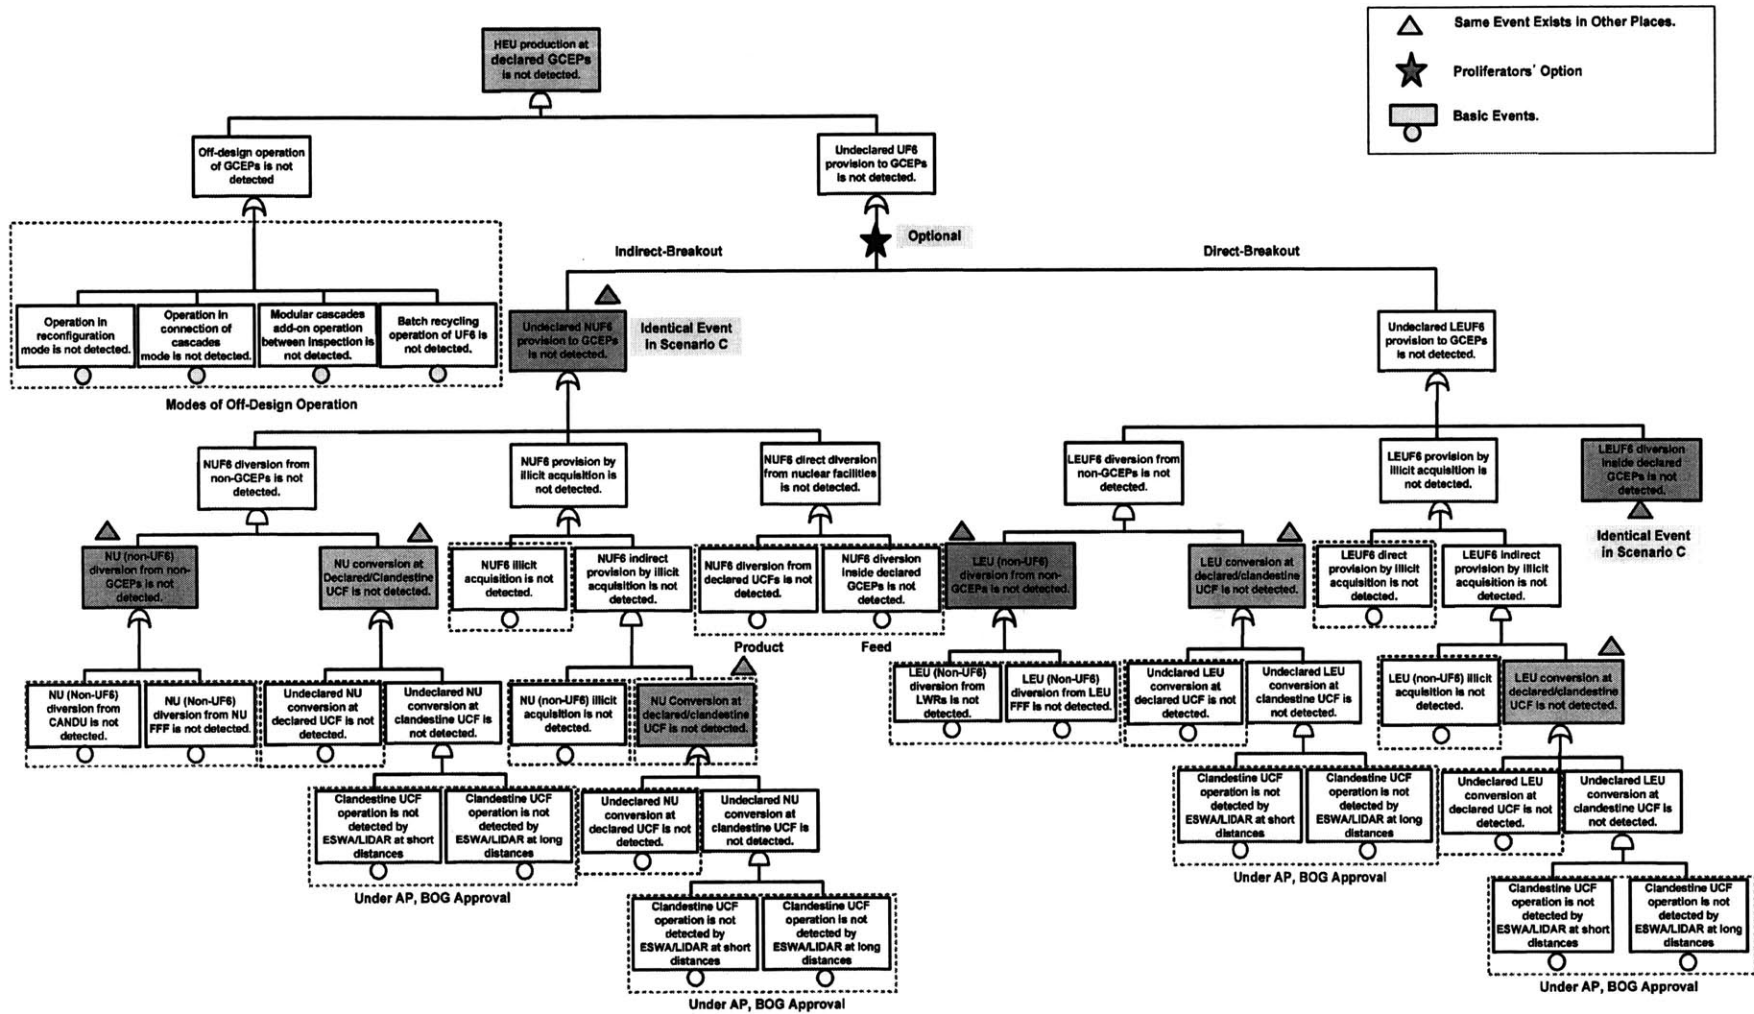 Same Event Exists in Other Places.
Proliferators' Option
Basic Events.
HEU production at
declared GCEPs
is not detected.
Off-design operation
of GCEPs is not
detected
Undeclared UF6
provision to GCEPs
is not detected.
Optional
Indirect-Breakout
Direct-Breakout
Operation in
reconfiguration
mode is not detected.
Operation in
connection of
cascades
mode is not detected.
Modular cascades
add-on operation
between inspection is
not detected.
Batch recycling
operation of UF6 is
not detected.
Modes of Off-Design Operation
Undeclared NUF6
provision to GCEPs
is not detected.
Identical Event
in Scenario C
Undeclared LEUF6
provision to GCEPs
is not detected.
NUF6 diversion from
non-GCEPs is not
detected.
NUF6 provision by
illicit acquisition is
not detected.
NUF6 direct diversion
from nuclear facilities
is not detected.
LEUF6 diversion from
non-GCEPs is not
detected.
LEUF6 provision by
illicit acquisition is
not detected.
LEUF6 diversion
inside declared
GCEPs is not
detected.
Identical Event
in Scenario C
NU (non-UF6)
diversion from non-
GCEPs is not
detected.
NU conversion at
Declared/Clandestine
UCF is not detected.
NUF6 illicit
acquisition is not
detected.
NUF6 indirect
provision by illicit
acquisition is not
detected.
NUF6 diversion from
declared UCFs is not
detected.
NUF6 diversion
inside declared
GCEPs is not
detected.
Product
Feed
LEU (non-UF6)
diversion from non-
GCEPs is not detected.
LEU conversion at
declared/clandestine
UCF is not detected.
LEUF6 direct
provision by illicit
acquisition is not
detected.
LEUF6 indirect
provision by illicit
acquisition is not
detected.
NU (Non-UF6)
diversion from
CANDU is not
detected.
NU (Non-UF6)
diversion from NU
FFF is not detected.
Undeclared NU
conversion at
declared UCF is not
detected.
Undeclared NU
conversion at
clandestine UCF is
not detected.
NU (non-UF6) illicit
acquisition is not
detected.
NU Conversion at
declared/clandestine
UCF is not detected.
LEU (Non-UF6)
diversion from
LWRs is not
detected.
LEU (Non-UF6)
diversion from LEU
FFF is not detected.
Undclared LEU
conversion at
declared UCF is not
detected.
Undeclared LEU
conversion at
clandestine UCF is
not detected.
LEU (non-UF6) illicit
acquisition is not
detected.
LEU conversion at
declared/clandestine
UCF is not detected.
Clandestine UCF
operation is not
detected by
ESWA/LIDAR at short
distances
Clandestine UCF
operation is not
detected by
ESWA/LIDAR at long
distances
Under AP, BOG Approval
Undeclared NU
conversion at
declared UCF is not
detected.
Undeclared NU
conversion at
clandestine UCF is
not detected.
Clandestine UCF
operation is not
detected by
ESWA/LIDAR at short
distances
Clandestine UCF
operation is not
detected by
ESWA/LIDAR at long
distances
Under AP, BOG Approval
Undeclared LEU
conversion at
declared UCF is not
detected.
Undeclared LEU
conversion at
clandestine UCF is
not detected.
Clandestine UCF
operation is not
detected by
ESWA/LIDAR at short
distances
Clandestine UCF
operation is not
detected by
ESWA/LIDAR at long
distances
Under AP, BOG Approval
Clandestine UCF
operation is not
detected by
ESWA/LIDAR at short
distances
Clandestine UCF
operation is not
detected by
ESWA/LIDAR at long
distances
Under AP, BOG Approval